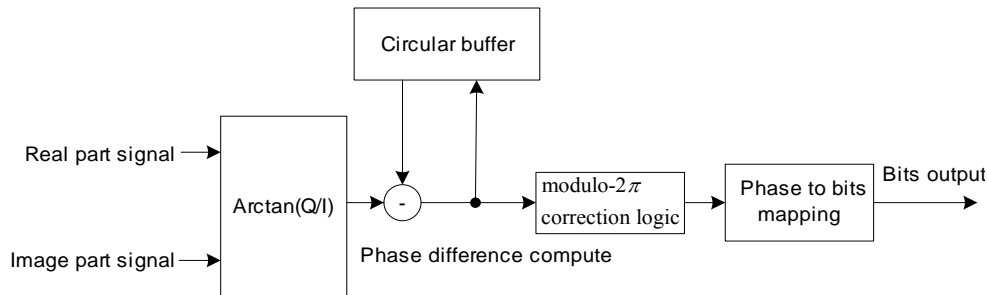 Circular buffer
Real part signal
Image part signal
Arctan(Q/I)
-
Phase difference compute
modulo-2π
correction logic
Phase to bits
mapping
Bits output